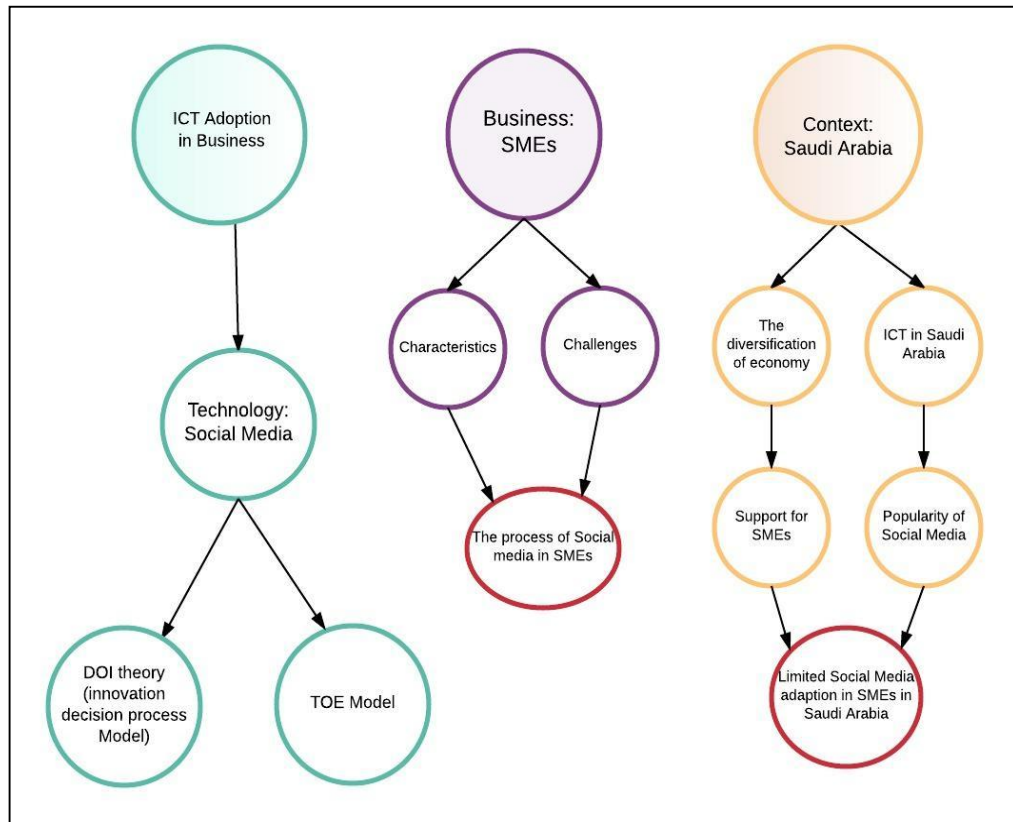 ICT Adoption
in Business
Technology:
Social Media
DOI theory
(innovation
decision process
Model)
TOE Model
Business:
SMEs
Characteristics
Challenges
The process of Social
media in SMEs
Context:
Saudi Arabia
The
diversification
of economy
ICT in Saudi
Arabia
Support for
SMEs
Popularity of
Social Media
Limited Social Media
adaption in SMEs in
Saudi Arabia